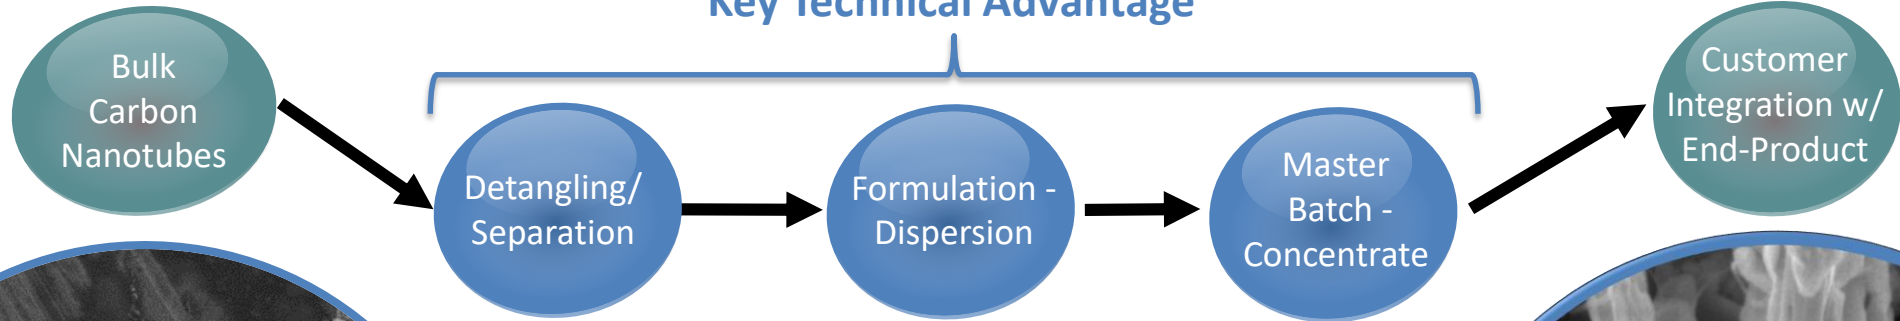 Key Technical Advantage
Bulk
Carbon
Nanotubes
Detangling/
Separation
Formulation -
Dispersion
Master
Batch -
Concentrate
Customer
Integration w/
End-Product